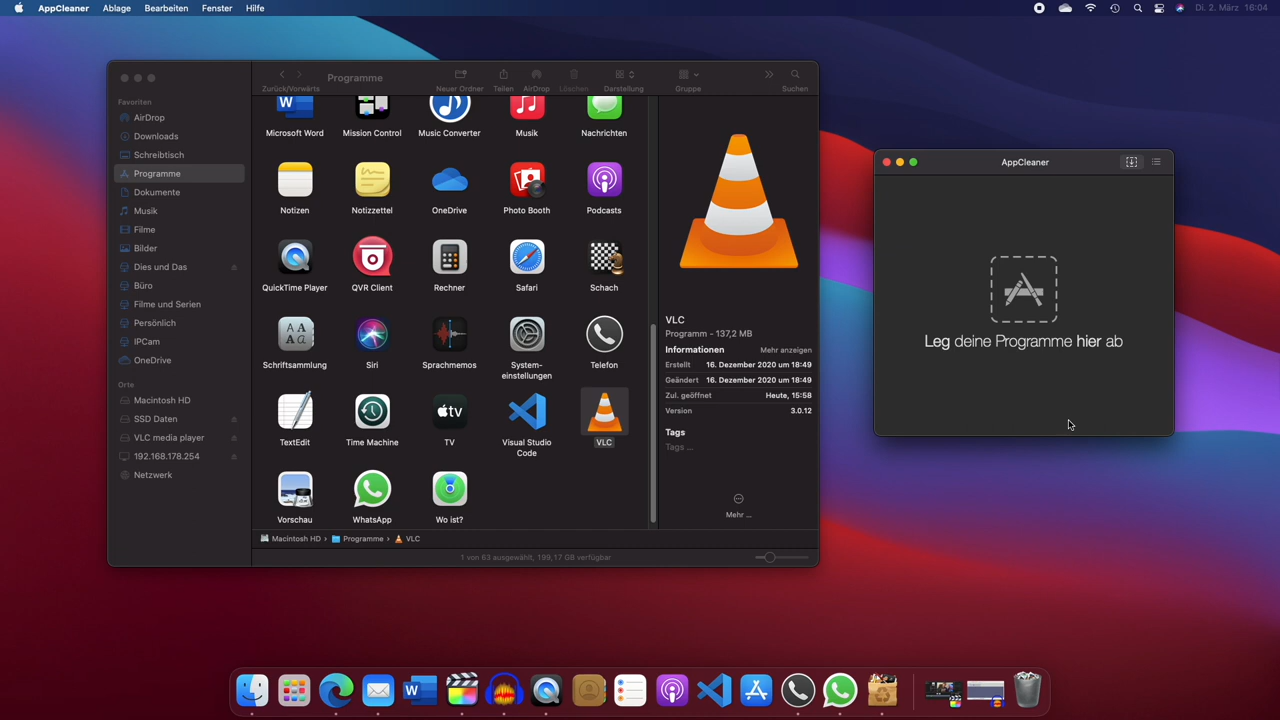 AppCleaner Ablage Bearbeiten Fenster Hilfe
Di. 2. März 16:04
Programme
Zurück/Vorwärts
Neuer Ordner
Teilen
AirDrop
Löschen
Darstellung
Gruppe
Suchen
Favoriten
AirDrop
Downloads
Schreibtisch
Programme
Dokumente
Musik
Filme
Bilder
Dies und Das
Büro
Filme und Serien
Persönlich
IPCam
OneDrive
Orte
Macintosh HD
SSD Daten
VLC media player
192.168.178.254
Netzwerk
Microsoft Word
Mission Control
Music Converter
Musik
Nachrichten
Notizen
Notizzettel
OneDrive
Photo Booth
Podcasts
QuickTime Player
QVR Client
Rechner
Safari
Schach
Schriftsammlung
Siri
Sprachmemos
System-
einstellungen
Telefon
TextEdit
Time Machine
TV
Visual Studio
Code
VLC
Vorschau
WhatsApp
Wo ist?
VLC
Programm - 137,2 MB
Informationen Mehr anzeigen
Erstellt 16. Dezember 2020 um 18:49
Geändert 16. Dezember 2020 um 18:49
Zul. geöffnet Heute, 15:58
Version 3.0.12
Tags
Tags ...
Mehr ...
Macintosh HD › Programme › VLC
1 von 63 ausgewählt, 199,17 GB verfügbar
AppCleaner
Leg deine Programme hier ab